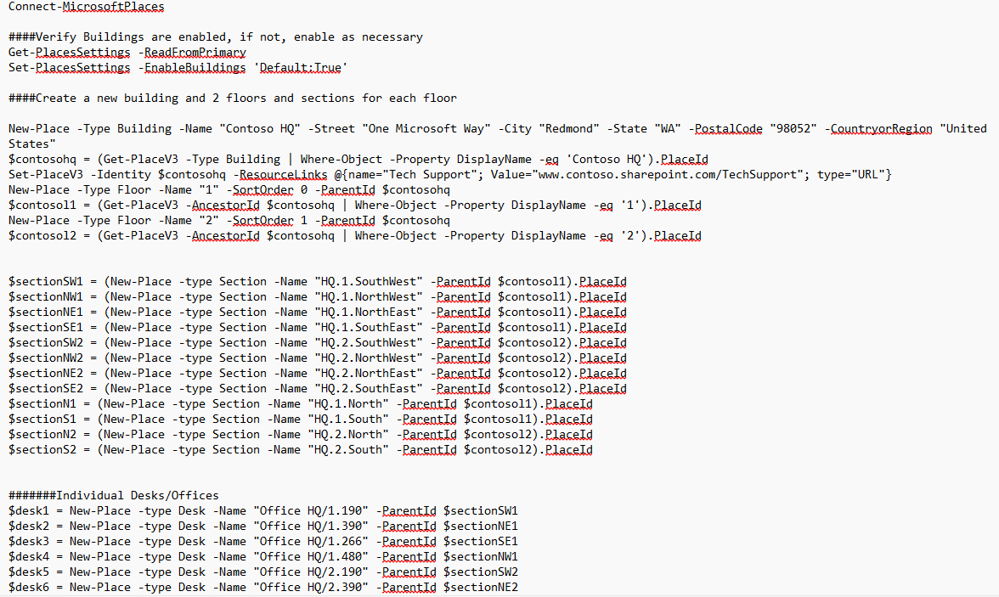 Connect-MicrosoftPlaces
####Verify Buildings are enabled, if not, enable as necessary
Get-PlacesSettings -ReadFromPrimary
Set-PlacesSettings -EnableBuildings 'Default:True'
####Create a new building and 2 floors and sections for each floor
New-Place -Type Building -Name "Contoso HQ" -Street "One Microsoft Way" -City "Redmond" -State "WA" -PostalCode "98052" -CountryorRegion "United
States"
$contosohq = (Get-PlaceV3 -Type Building | Where-Object -Property DisplayName -eq 'Contoso HQ').PlaceId
Set-PlaceV3 -Identity $contosohq -ResourceLinks @{name="Tech Support"; Value="www.contoso.sharepoint.com/TechSupport"; type="URL"}
New-Place -Type Floor -Name "1" -SortOrder 0 -ParentId $contosohq
$contosol1 = (Get-PlaceV3 -AncestorId $contosohq | Where-Object -Property DisplayName -eq '1').PlaceId
New-Place -Type Floor -Name "2" -SortOrder 1 -ParentId $contosohq
$contosol2 = (Get-PlaceV3 -AncestorId $contosohq | Where-Object -Property DisplayName -eq '2').PlaceId
$sectionSW1 = (New-Place -type Section -Name "HQ.1.SouthWest" -ParentId $contosol1).PlaceId
$sectionNW1 = (New-Place -type Section -Name "HQ.1.NorthWest" -ParentId $contosol1).PlaceId
$sectionNE1 = (New-Place -type Section -Name "HQ.1.NorthEast" -ParentId $contosol1).PlaceId
$sectionSE1 = (New-Place -type Section -Name "HQ.1.SouthEast" -ParentId $contosol1).PlaceId
$sectionSW2 = (New-Place -type Section -Name "HQ.2.SouthWest" -ParentId $contosol2).PlaceId
$sectionNW2 = (New-Place -type Section -Name "HQ.2.NorthWest" -ParentId $contosol2).PlaceId
$sectionNE2 = (New-Place -type Section -Name "HQ.2.NorthEast" -ParentId $contosol2).PlaceId
$sectionSE2 = (New-Place -type Section -Name "HQ.2.SouthEast" -ParentId $contosol2).PlaceId
$sectionN1 = (New-Place -type Section -Name "HQ.1.North" -ParentId $contosol1).PlaceId
$sectionS1 = (New-Place -type Section -Name "HQ.1.South" -ParentId $contosol1).PlaceId
$sectionN2 = (New-Place -type Section -Name "HQ.2.North" -ParentId $contosol2).PlaceId
$sectionS2 = (New-Place -type Section -Name "HQ.2.South" -ParentId $contosol2).PlaceId
#######Individual Desks/Offices
$desk1 = New-Place -type Desk -Name "Office HQ/1.190" -ParentId $sectionSW1
$desk2 = New-Place -type Desk -Name "Office HQ/1.390" -ParentId $sectionNE1
$desk3 = New-Place -type Desk -Name "Office HQ/1.266" -ParentId $sectionSE1
$desk4 = New-Place -type Desk -Name "Office HQ/1.480" -ParentId $sectionNW1
$desk5 = New-Place -type Desk -Name "Office HQ/2.190" -ParentId $sectionSW2
$desk6 = New-Place -type Desk -Name "Office HQ/2.390" -ParentId $sectionNE2